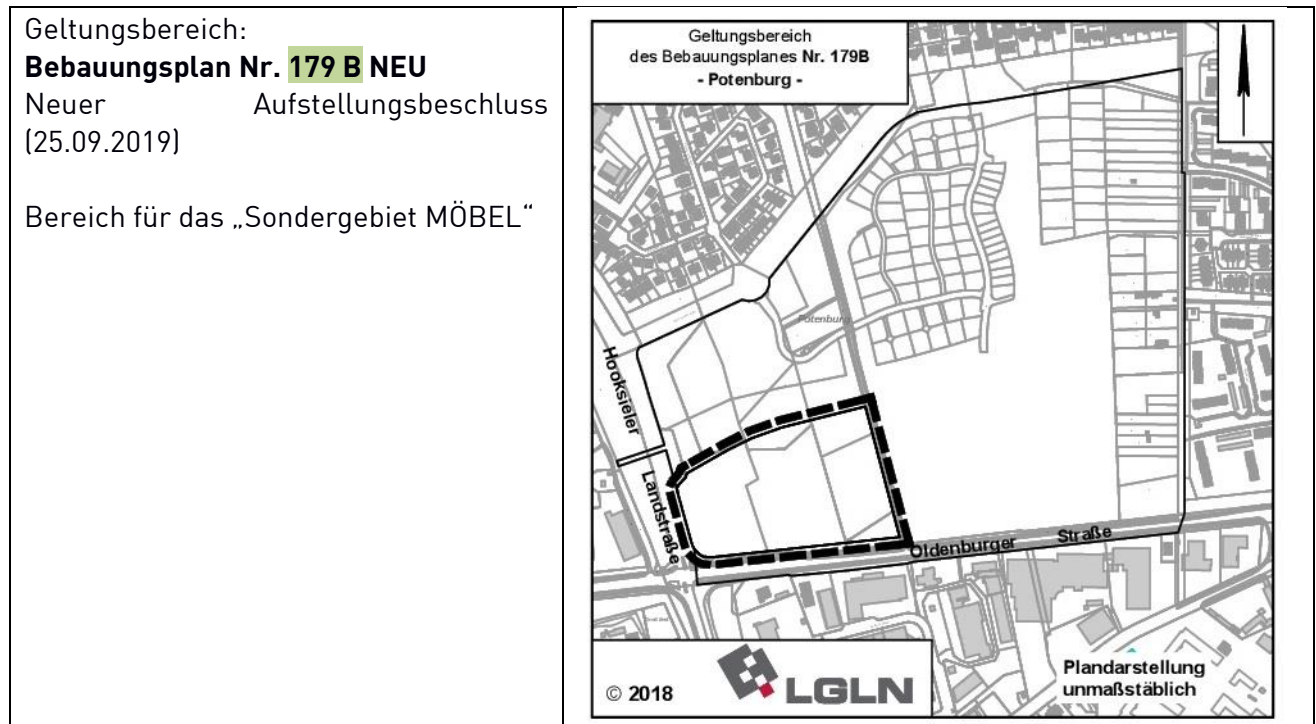 Geltungsbereich:
Bebauungsplan Nr. 179 B NEU
Neuer Aufstellungsbeschluss
(25.09.2019)
Bereich für das „Sondergebiet MÖBEL“
Geltungsbereich
des Bebauungsplanes Nr. 179B
- Potenburg -
Potenburg
Hooksieler
Landstraße
Oldenburger Straße
© 2018
LGLN
Plandarstellung
unmaßstäblich